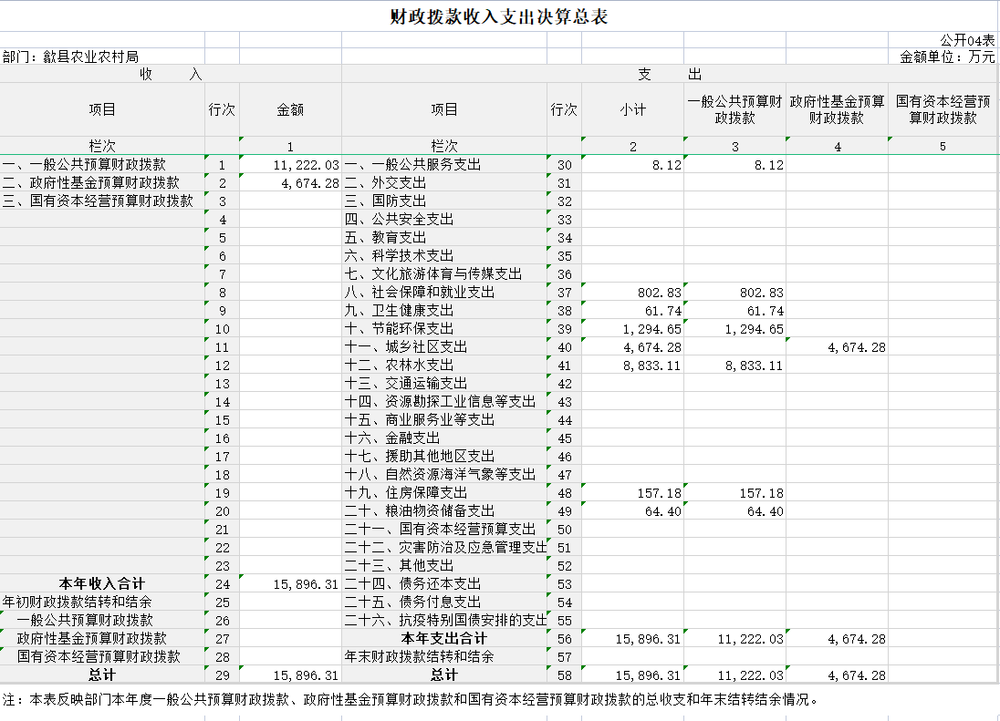 财政拨款收入支出决算总表
公开04表
部门：歙县农业农村局 金额单位：万元
收 入 支 出
项目 行次 金额 项目 行次 小计 一般公共预算财政拨款 政府性基金预算财政拨款 国有资本经营预算财政拨款
栏次 1 栏次 2 3 4 5
一、一般公共预算财政拨款 1 11,222.03 一、一般公共服务支出 30 8.12 8.12
二、政府性基金预算财政拨款 2 4,674.28 二、外交支出 31
三、国有资本经营预算财政拨款 3 三、国防支出 32
4 四、公共安全支出 33
5 五、教育支出 34
6 六、科学技术支出 35
7 七、文化旅游体育与传媒支出 36
8 八、社会保障和就业支出 37 802.83 802.83
9 九、卫生健康支出 38 61.74 61.74
10 十、节能环保支出 39 1,294.65 1,294.65
11 十一、城乡社区支出 40 4,674.28 4,674.28
12 十二、农林水支出 41 8,833.11 8,833.11
13 十三、交通运输支出 42
14 十四、资源勘探工业信息等支出 43
15 十五、商业服务业等支出 44
16 十六、金融支出 45
17 十七、援助其他地区支出 46
18 十八、自然资源海洋气象等支出 47
19 十九、住房保障支出 48 157.18 157.18
20 二十、粮油物资储备支出 49 64.40 64.40
21 二十一、国有资本经营预算支出 50
22 二十二、灾害防治及应急管理支出 51
23 二十三、其他支出 52
本年收入合计 24 15,896.31 二十四、债务还本支出 53
年初财政拨款结转和结余 25 二十五、债务付息支出 54
一般公共预算财政拨款 26 二十六、抗疫特别国债安排的支出 55
政府性基金预算财政拨款 27 本年支出合计 56 15,896.31 11,222.03 4,674.28
国有资本经营预算财政拨款 28 年末财政拨款结转和结余 57
总计 29 15,896.31 总计 58 15,896.31 11,222.03 4,674.28
注：本表反映部门本年度一般公共预算财政拨款、政府性基金预算财政拨款和国有资本经营预算财政拨款的总收支和年末结转结余情况。